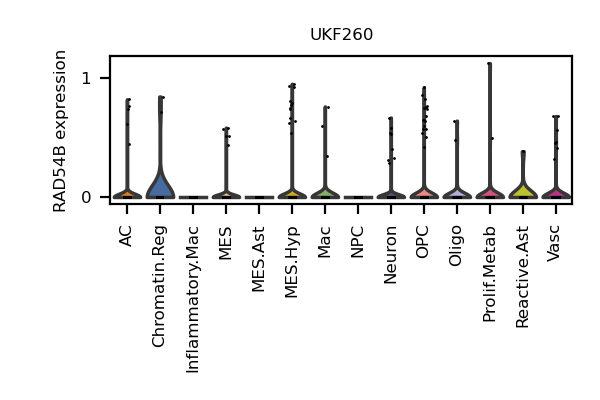 UKF260
RAD54B expression
1
0
AC
Chromatin.Reg
Inflammatory.Mac
MES
MES.Ast
MES.Hyp
Mac
NPC
Neuron
OPC
Oligo
Prolif.Metab
Reactive.Ast
Vasc